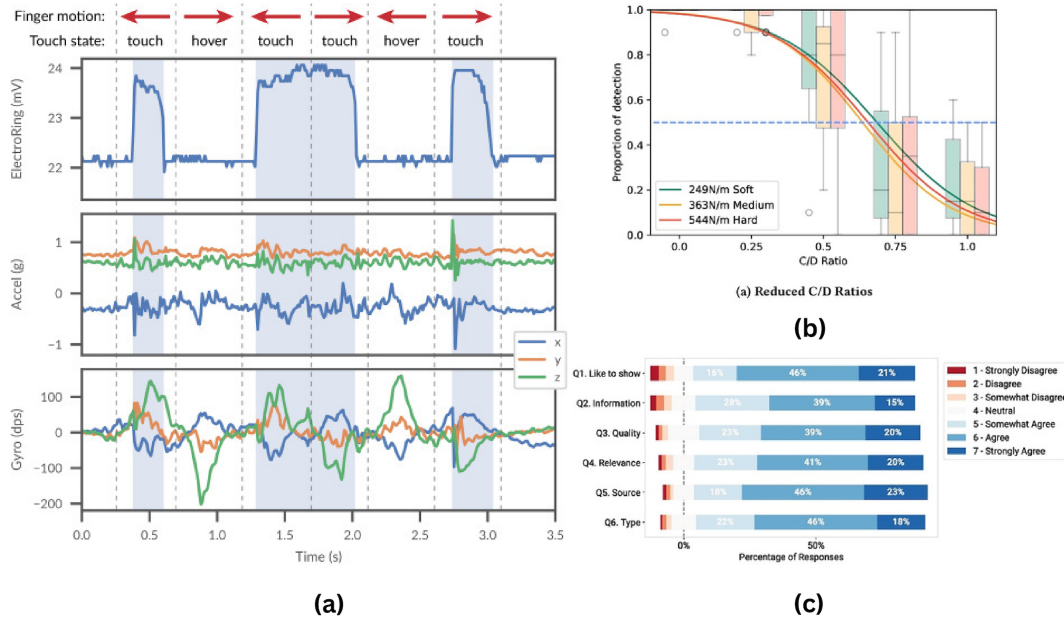 Finger motion:
Touch state: touch hover touch touch hover touch
ElectroRing (mV)
24
23
22
Accel (g)
1
0
−1
x
y
z
Gyro (dps)
100
0
−100
−200
0.0 0.5 1.0 1.5 2.0 2.5 3.0 3.5
Time (s)
(a)
Proportion of detection
1.0
0.8
0.6
0.4
0.2
0.0
249N/m Soft
363N/m Medium
544N/m Hard
0.0 0.25 0.5 0.75 1.0
C/D Ratio
(a) Reduced C/D Ratios
(b)
Q1. Like to show 16% 46% 21%
Q2. Information 28% 39% 15%
Q3. Quality 23% 39% 20%
Q4. Relevance 23% 41% 20%
Q5. Source 18% 46% 23%
Q6. Type 22% 46% 18%
0% 50%
Percentage of Responses
1 - Strongly Disagree
2 - Disagree
3 - Somewhat Disagree
4 - Neutral
5 - Somewhat Agree
6 - Agree
7 - Strongly Agree
(c)